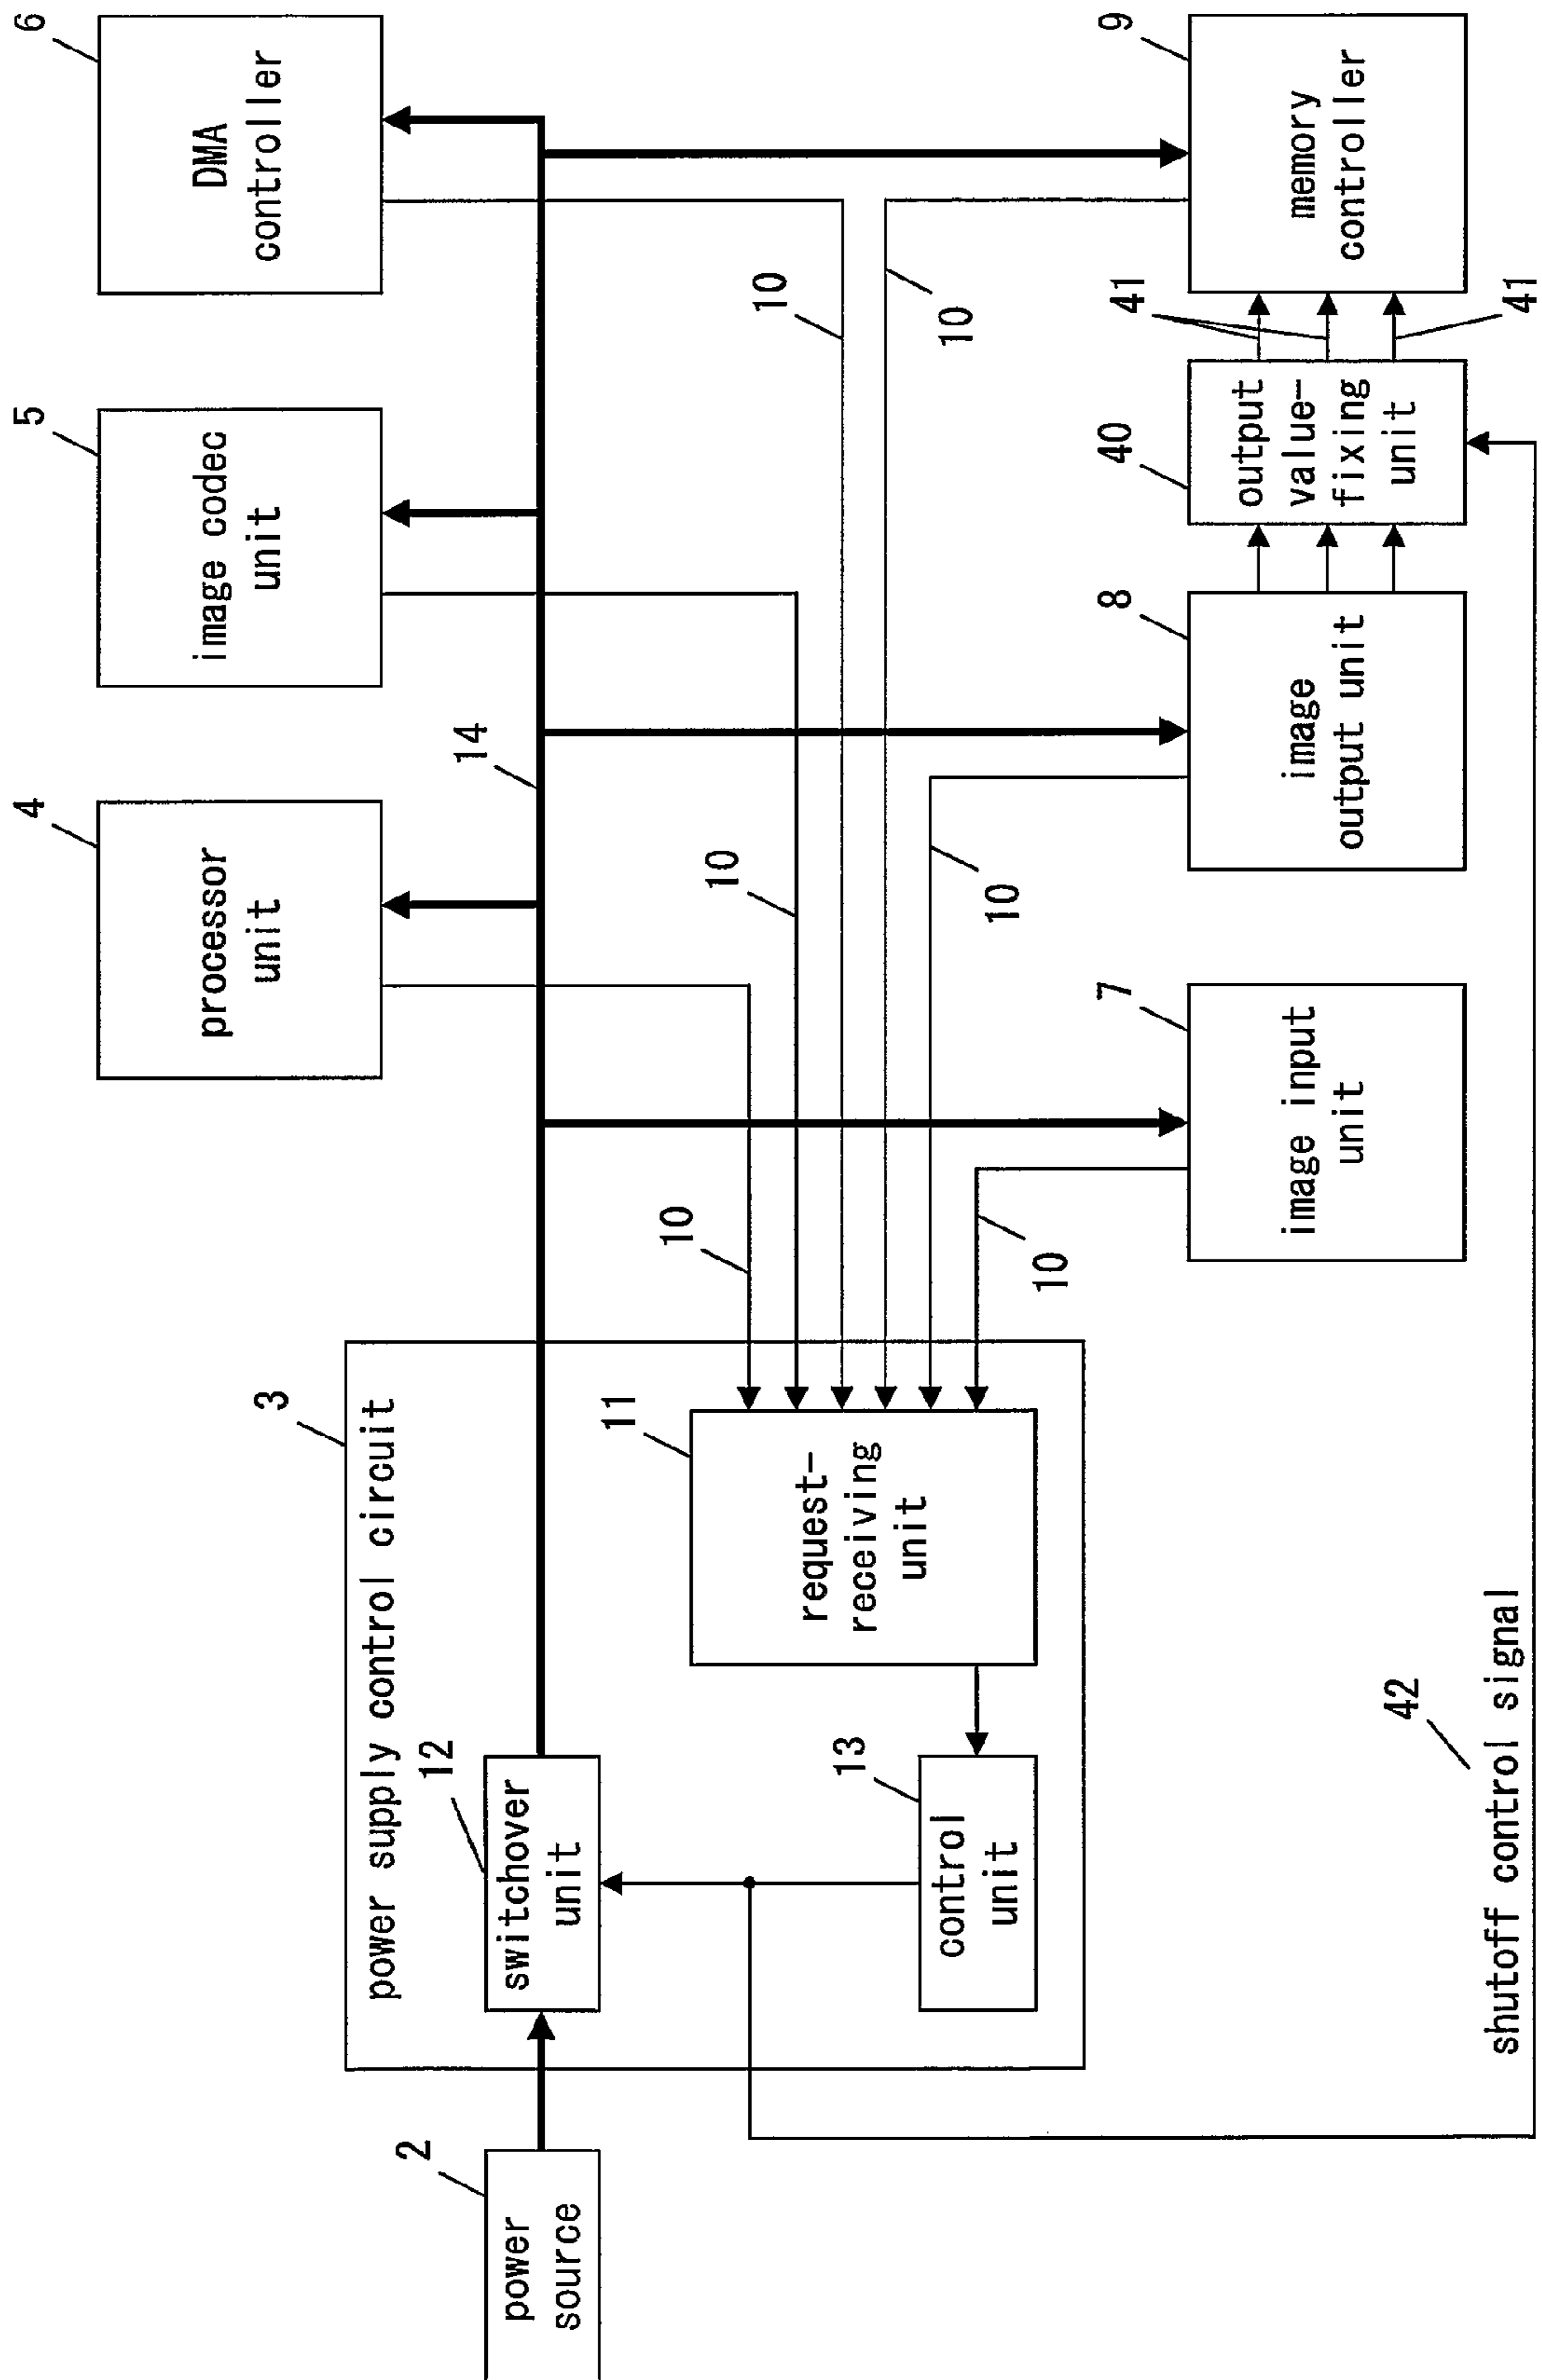 2
power
source
3
power supply control circuit
12
switchover
unit
13
control
unit
11
request-
receiving
unit
14
4
processor
unit
5
image codec
unit
6
DMA
controller
10
10
10
10
10
10
7
image input
unit
8
image
output unit
40
output
value-
fixing
unit
41
41
9
memory
controller
42
shutoff control signal